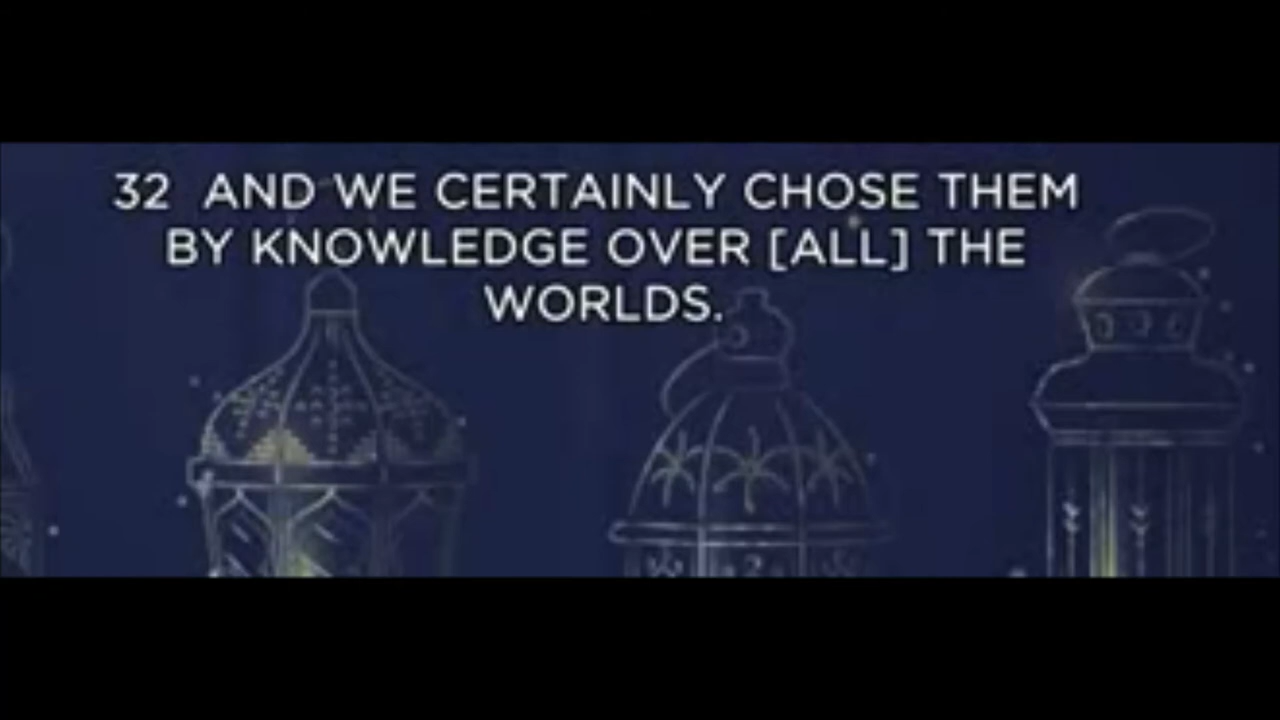 32 AND WE CERTAINLY CHOSE THEM
BY KNOWLEDGE OVER [ALL] THE
WORLDS.